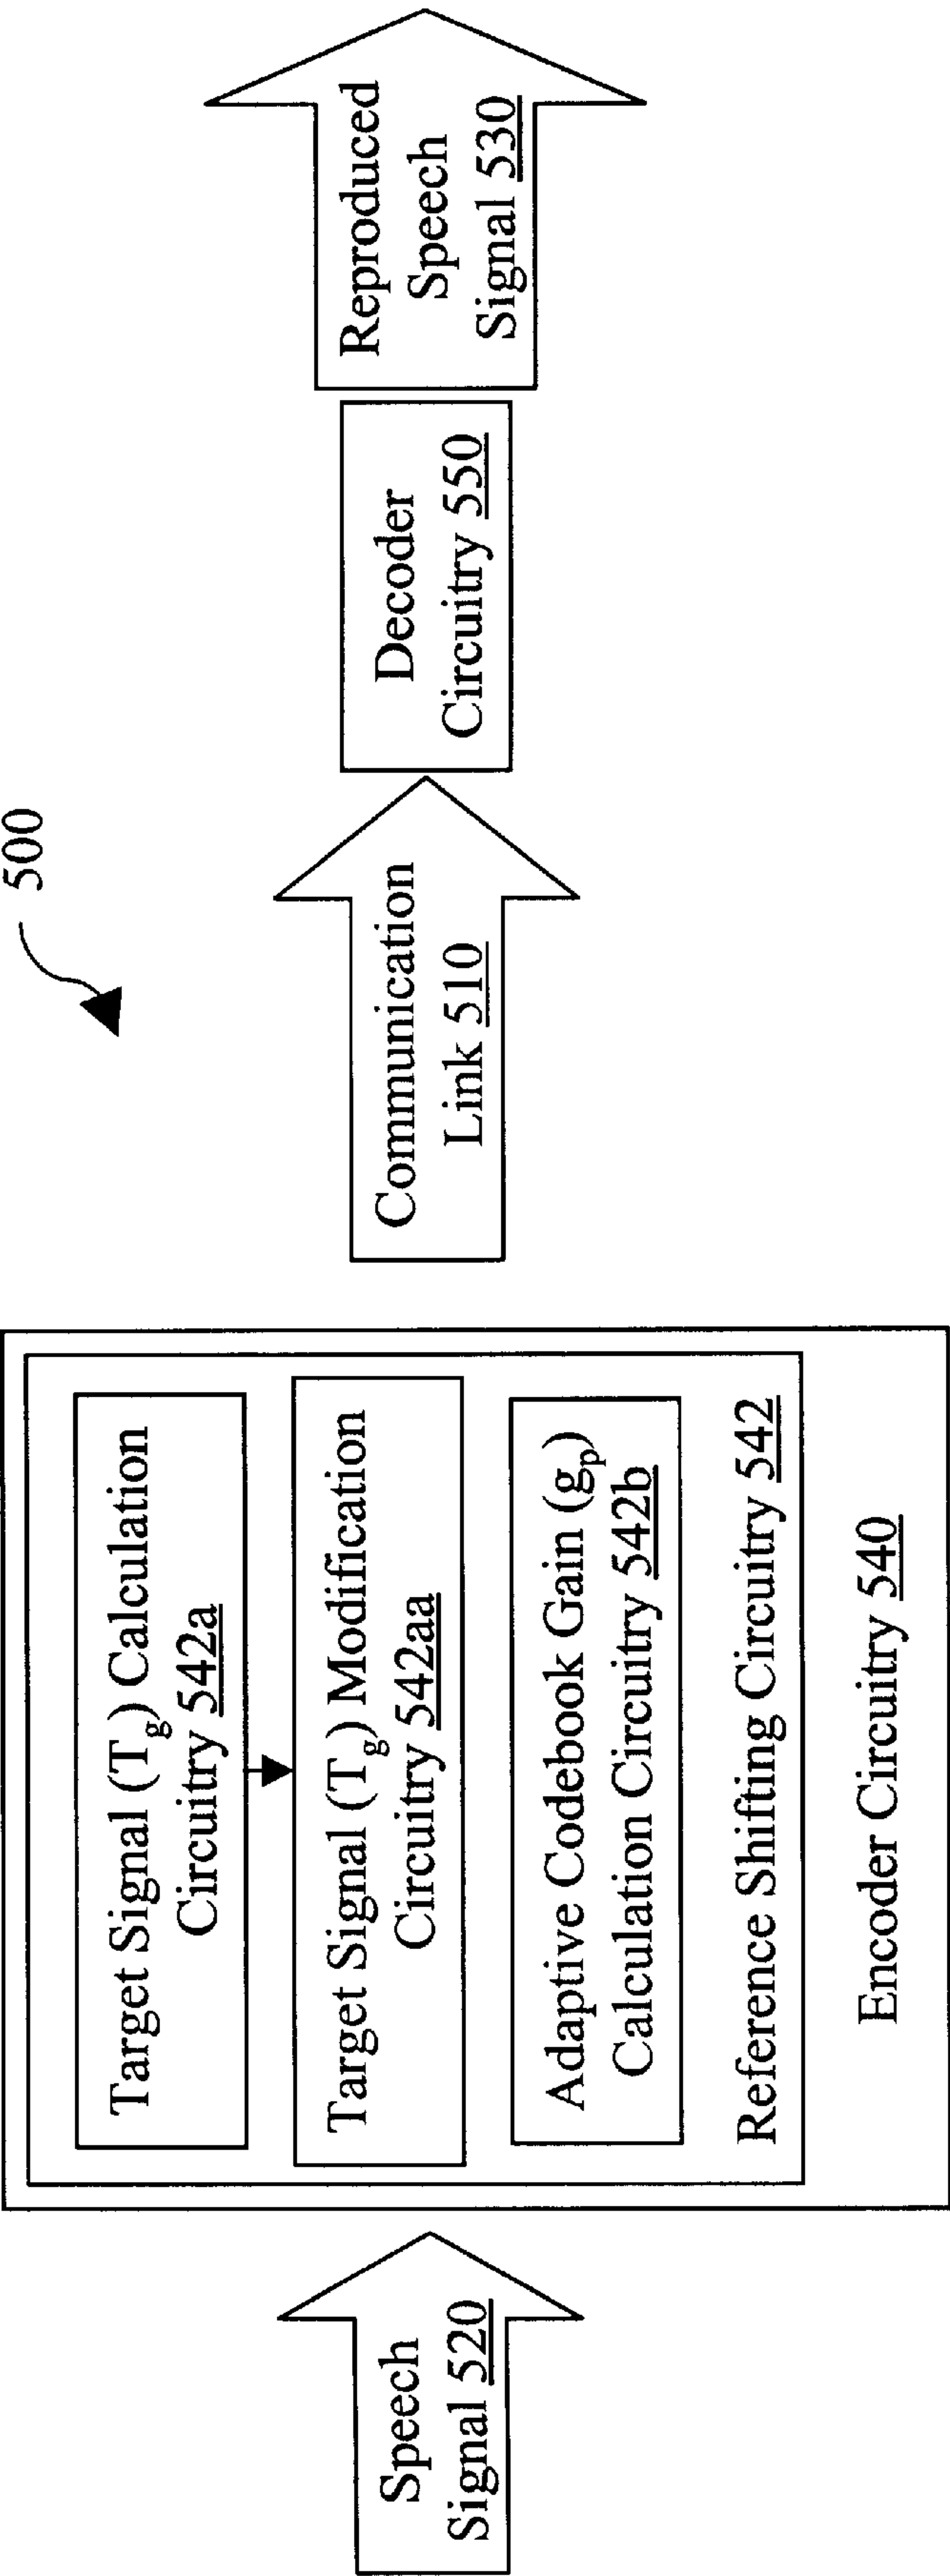 500
Speech
Signal 520
Target Signal (Tg) Calculation
Circuitry 542a
Target Signal (Tg) Modification
Circuitry 542aa
Adaptive Codebook Gain (gp)
Calculation Circuitry 542b
Reference Shifting Circuitry 542
Encoder Circuitry 540
Communication
Link 510
Decoder
Circuitry 550
Reproduced
Speech
Signal 530